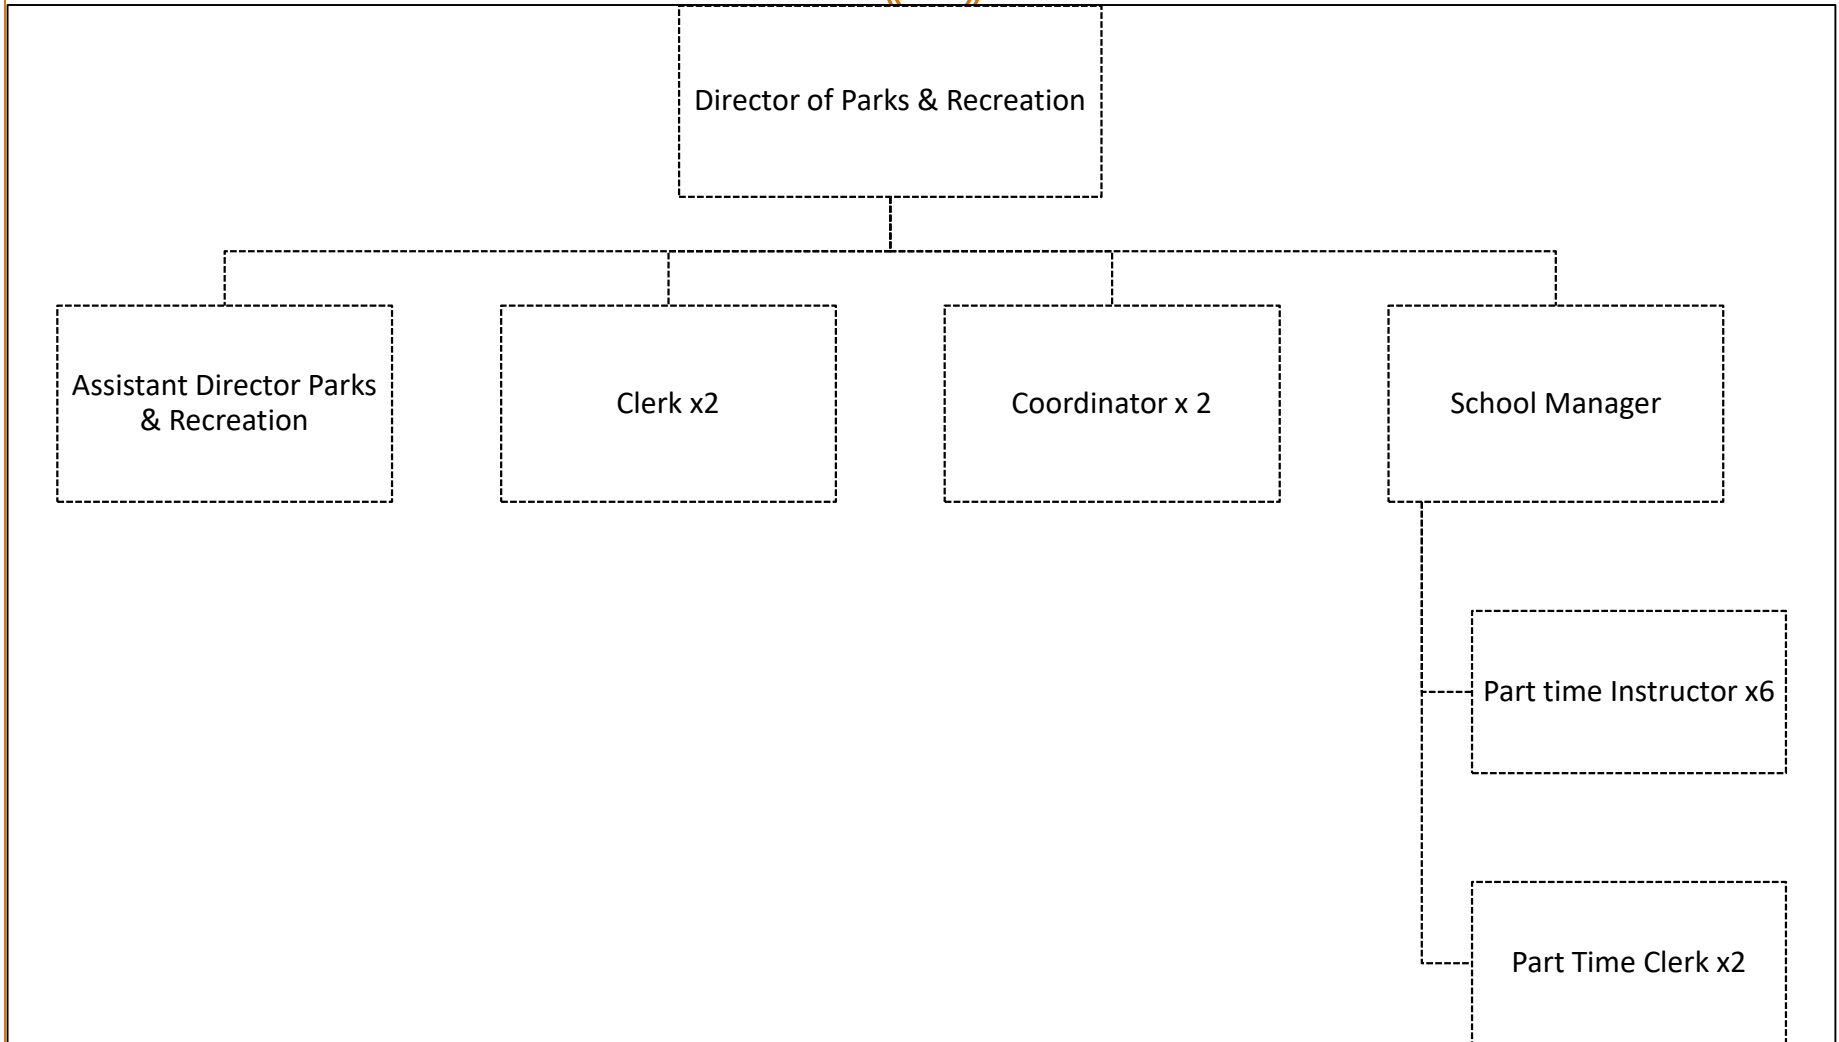 Director of Parks & Recreation
Assistant Director Parks
& Recreation
Clerk x2
Coordinator x 2
School Manager
Part time Instructor x6
Part Time Clerk x2